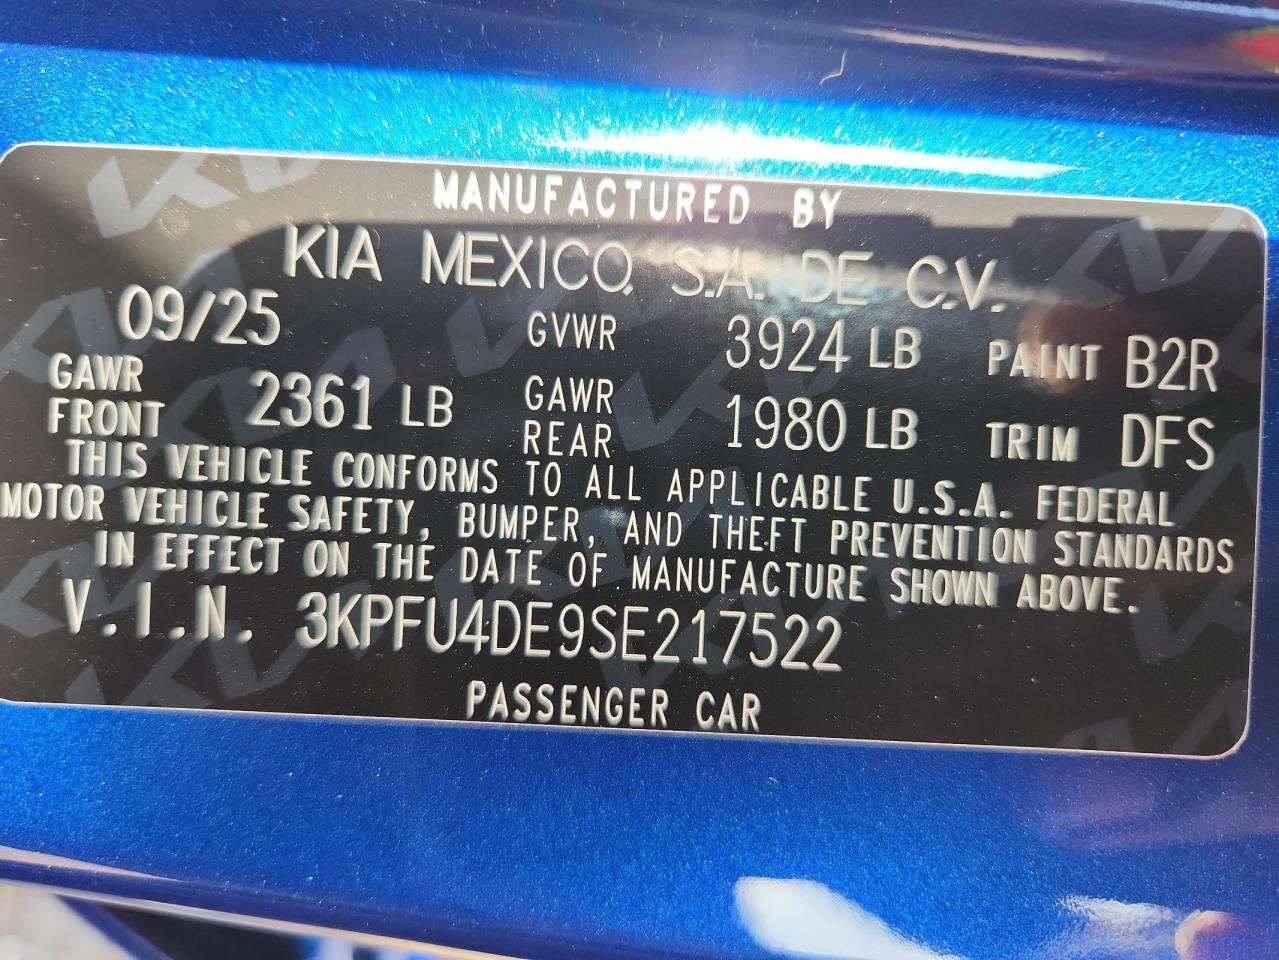 MANUFACTURED BY
KIA MEXICO, S.A. DE C.V.
09/25 GVWR 3924 LB PAINT B2R
GAWR FRONT 2361 LB GAWR REAR 1980 LB TRIM DFS
THIS VEHICLE CONFORMS TO ALL APPLICABLE U.S.A. FEDERAL
MOTOR VEHICLE SAFETY, BUMPER, AND THEFT PREVENTION STANDARDS
IN EFFECT ON THE DATE OF MANUFACTURE SHOWN ABOVE.
V.I.N. 3KPFU4DE9SE217522
PASSENGER CAR